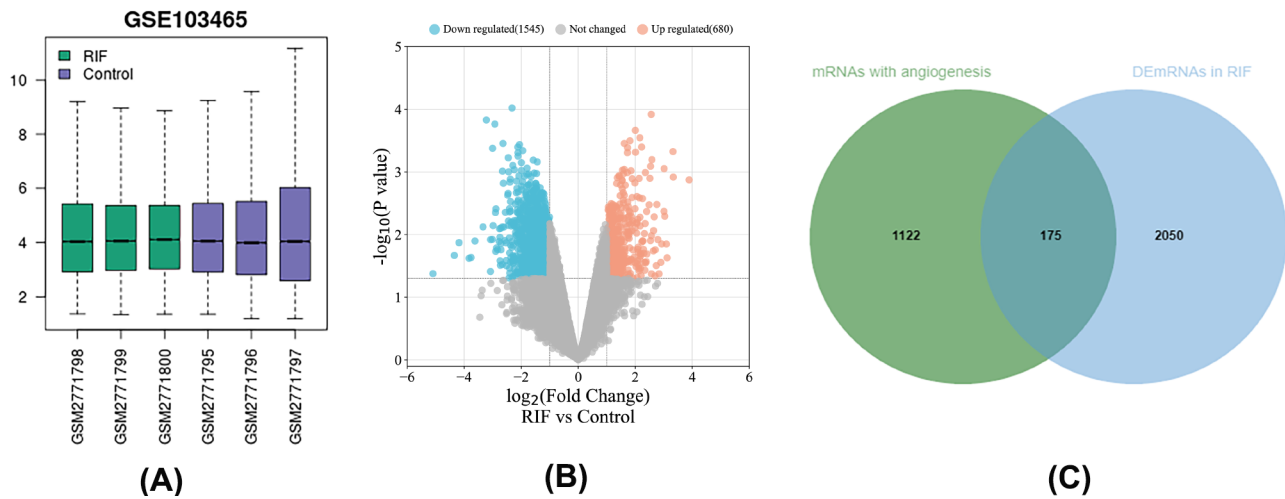 GSE103465
RIF
Control
10
8
6
4
2
GSM2771798
GSM2771799
GSM2771800
GSM2771795
GSM2771796
GSM2771797
(A)
Down regulated(1545) Not changed Up regulated(680)
5
4
3
2
1
0
-log10(P value)
−6 −4 −2 0 2 4 6
log2(Fold Change)
RIF vs Control
(B)
mRNAs with angiogenesis DEmRNAs in RIF
1122 175 2050
(C)